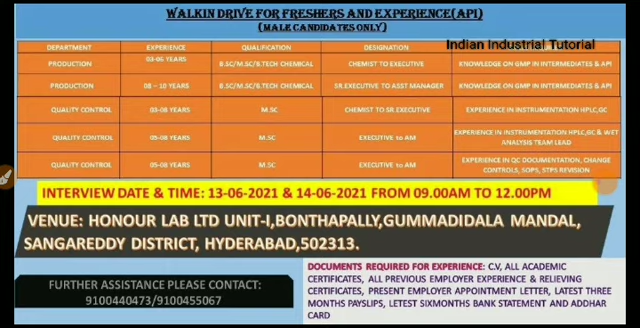 WALKIN DRIVE FOR FRESHERS AND EXPERIENCE(API)
(MALE CANDIDATES ONLY)
Indian Industrial Tutorial
DEPARTMENT EXPERIENCE QUALIFICATION DESIGNATION
PRODUCTION 03-05 YEARS B.SC/M.SC/B.TECH CHEMICAL CHEMIST TO EXECUTIVE KNOWLEDGE ON GMP IN INTERMEDIATES & API
PRODUCTION 08 – 10 YEARS B.SC/M.SC/B.TECH CHEMICAL SR.EXECUTIVE TO ASST MANAGER KNOWLEDGE ON GMP IN INTERMEDIATES & API
QUALITY CONTROL 03-08 YEARS M.SC CHEMIST TO SR.EXECUTIVE EXPERIENCE IN INSTRUMENTATION HPLC,GC
QUALITY CONTROL 05-08 YEARS M.SC EXECUTIVE to AM EXPERIENCE IN INSTRUMENTATION HPLC,GC & WET
ANALYSIS TEAM LEAD
QUALITY CONTROL 05-08 YEARS M.SC EXECUTIVE to AM EXPERIENCE IN QC DOCUMENTATION, CHANGE
CONTROLS, SOPS, STPS REVISION
INTERVIEW DATE & TIME: 13-06-2021 & 14-06-2021 FROM 09.00AM TO 12.00PM
VENUE: HONOUR LAB LTD UNIT-I,BONTHAPALLY,GUMMADIDALA MANDAL,
SANGAREDDY DISTRICT, HYDERABAD,502313.
FURTHER ASSISTANCE PLEASE CONTACT:
9100440473/9100455067
DOCUMENTS REQUIRED FOR EXPERIENCE: C.V, ALL ACADEMIC
CERTIFICATES, ALL PREVIOUS EMPLOYER EXPERIENCE & RELIEVING
CERTIFICATES, PRESENT EMPLOYER APPOINTMENT LETTER, LATEST THREE
MONTHS PAYSLIPS, LETEST SIXMONTHS BANK STATEMENT AND ADDHAR
CARD